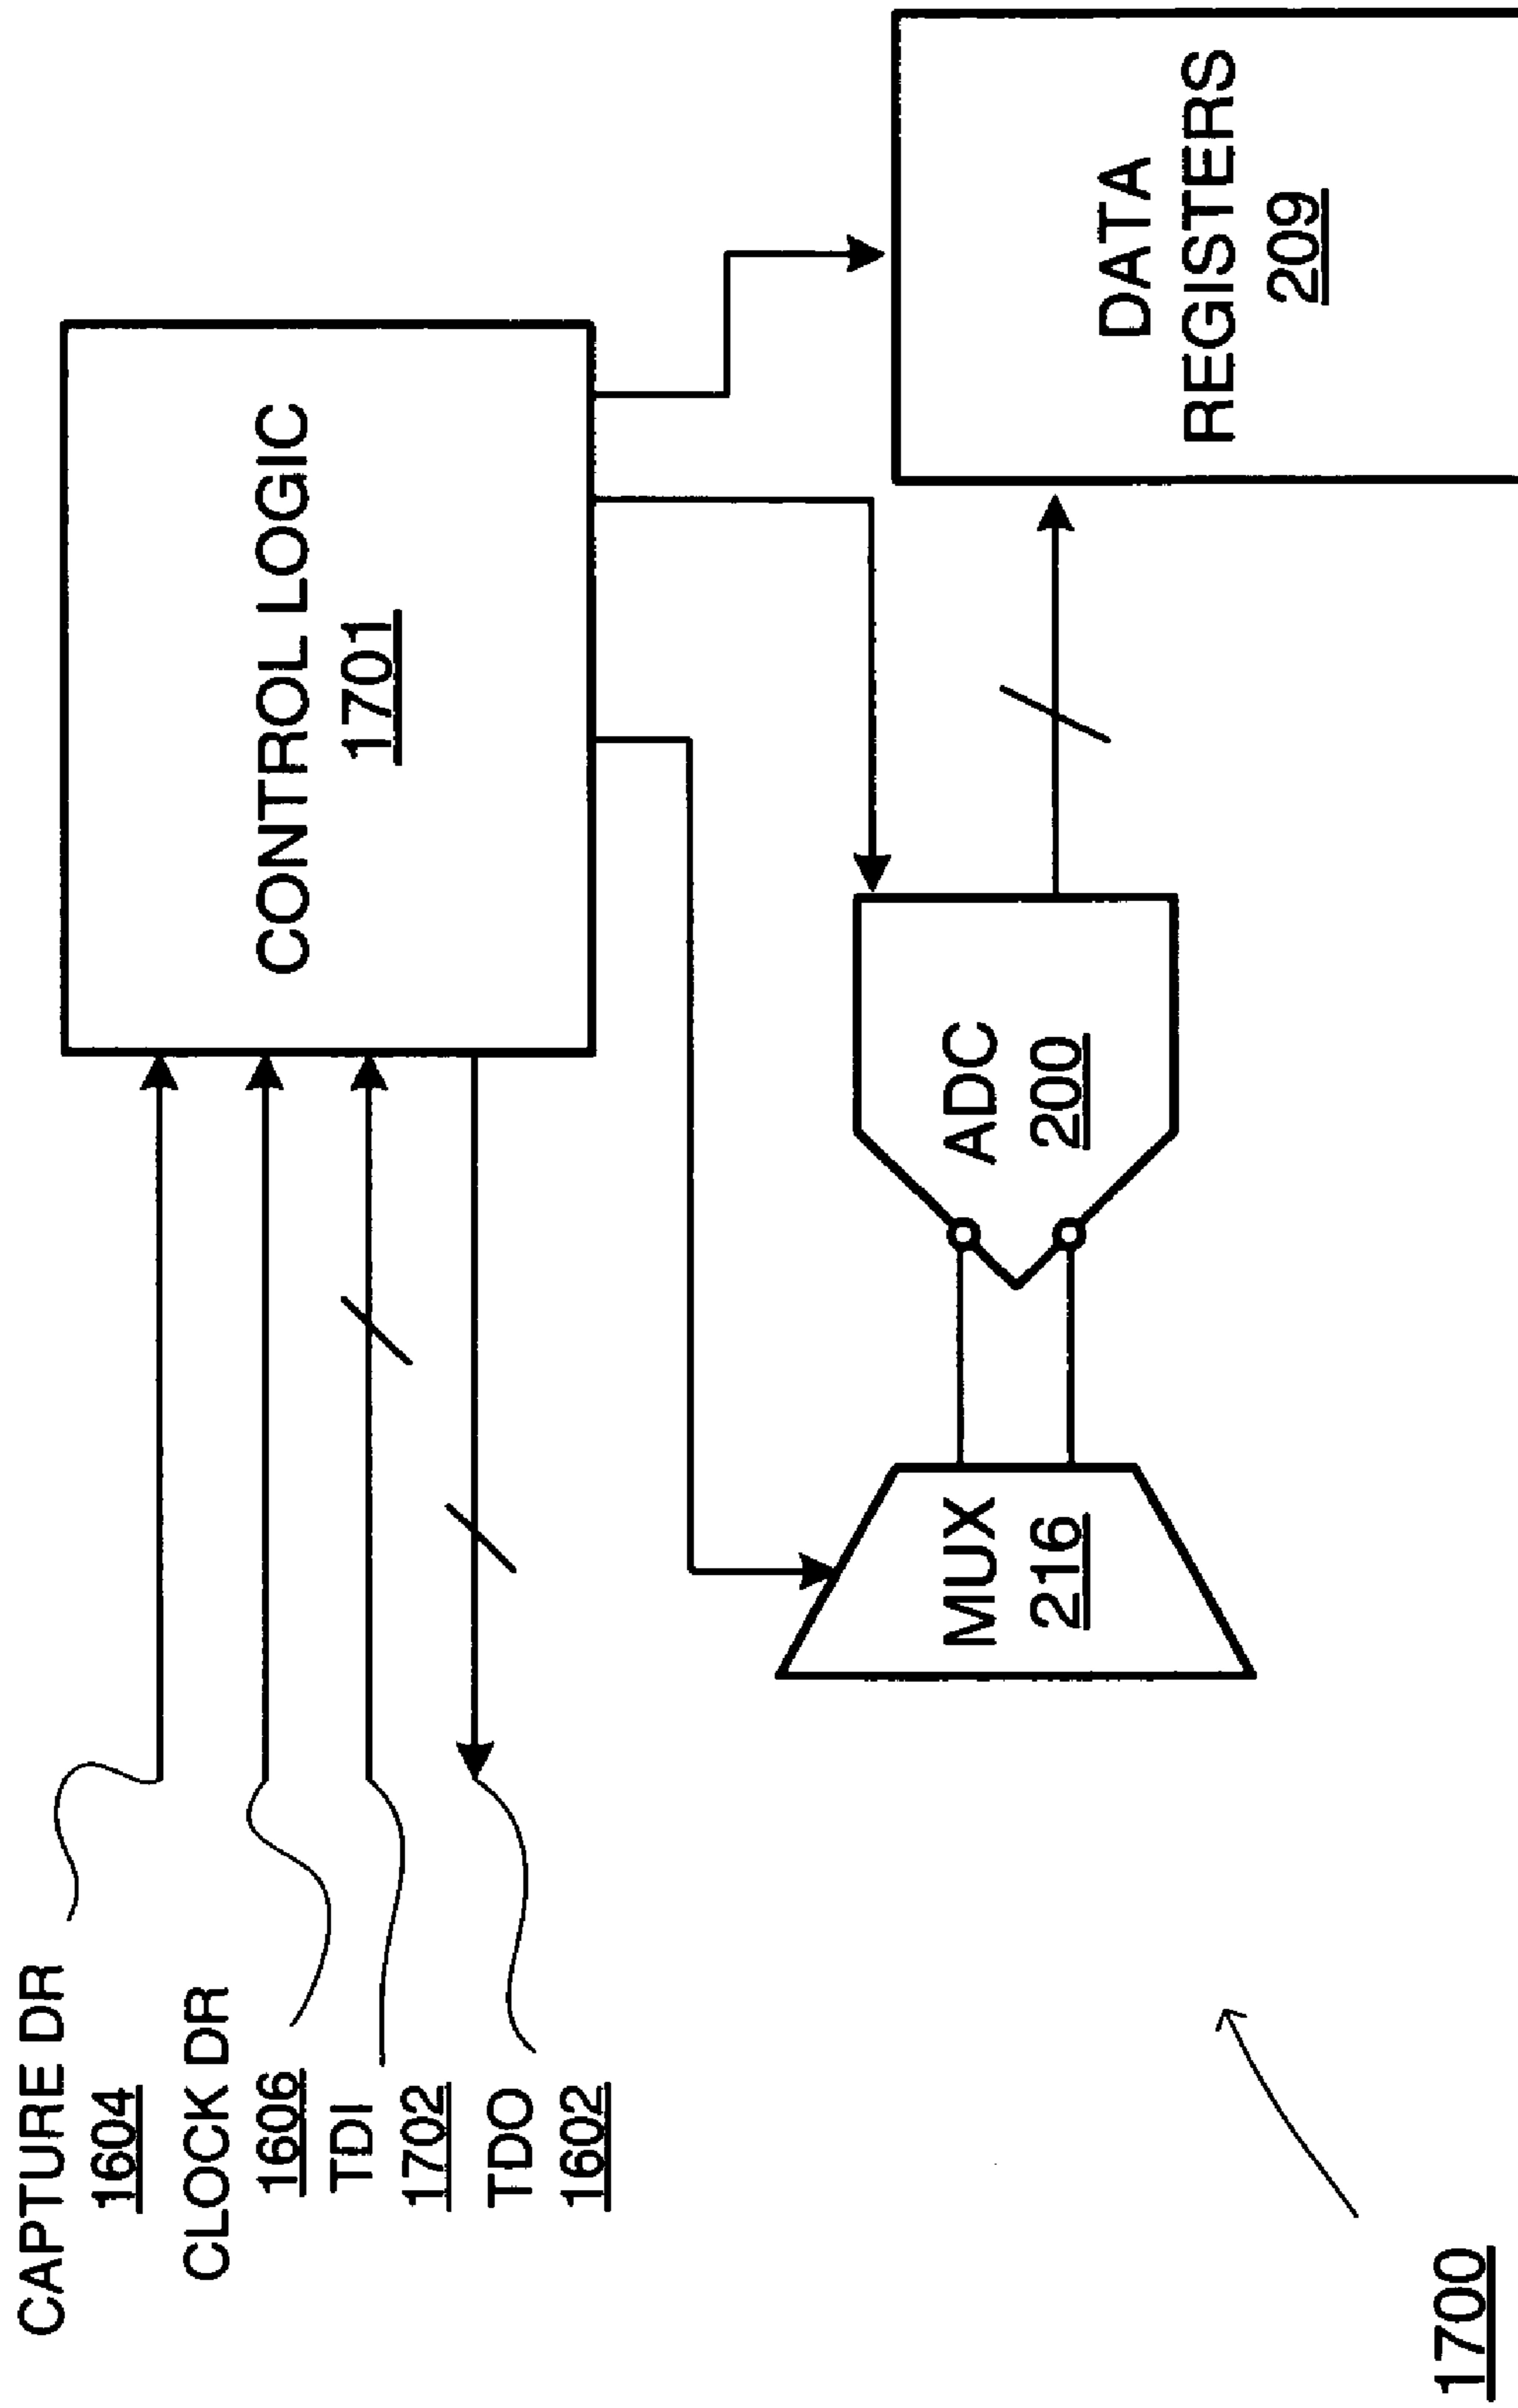 CAPTURE DR
1604
CLOCK DR
1606
TDI
1702
TDO
1602
CONTROL LOGIC
1701
MUX
216
ADC
200
DATA
REGISTERS
209
1700